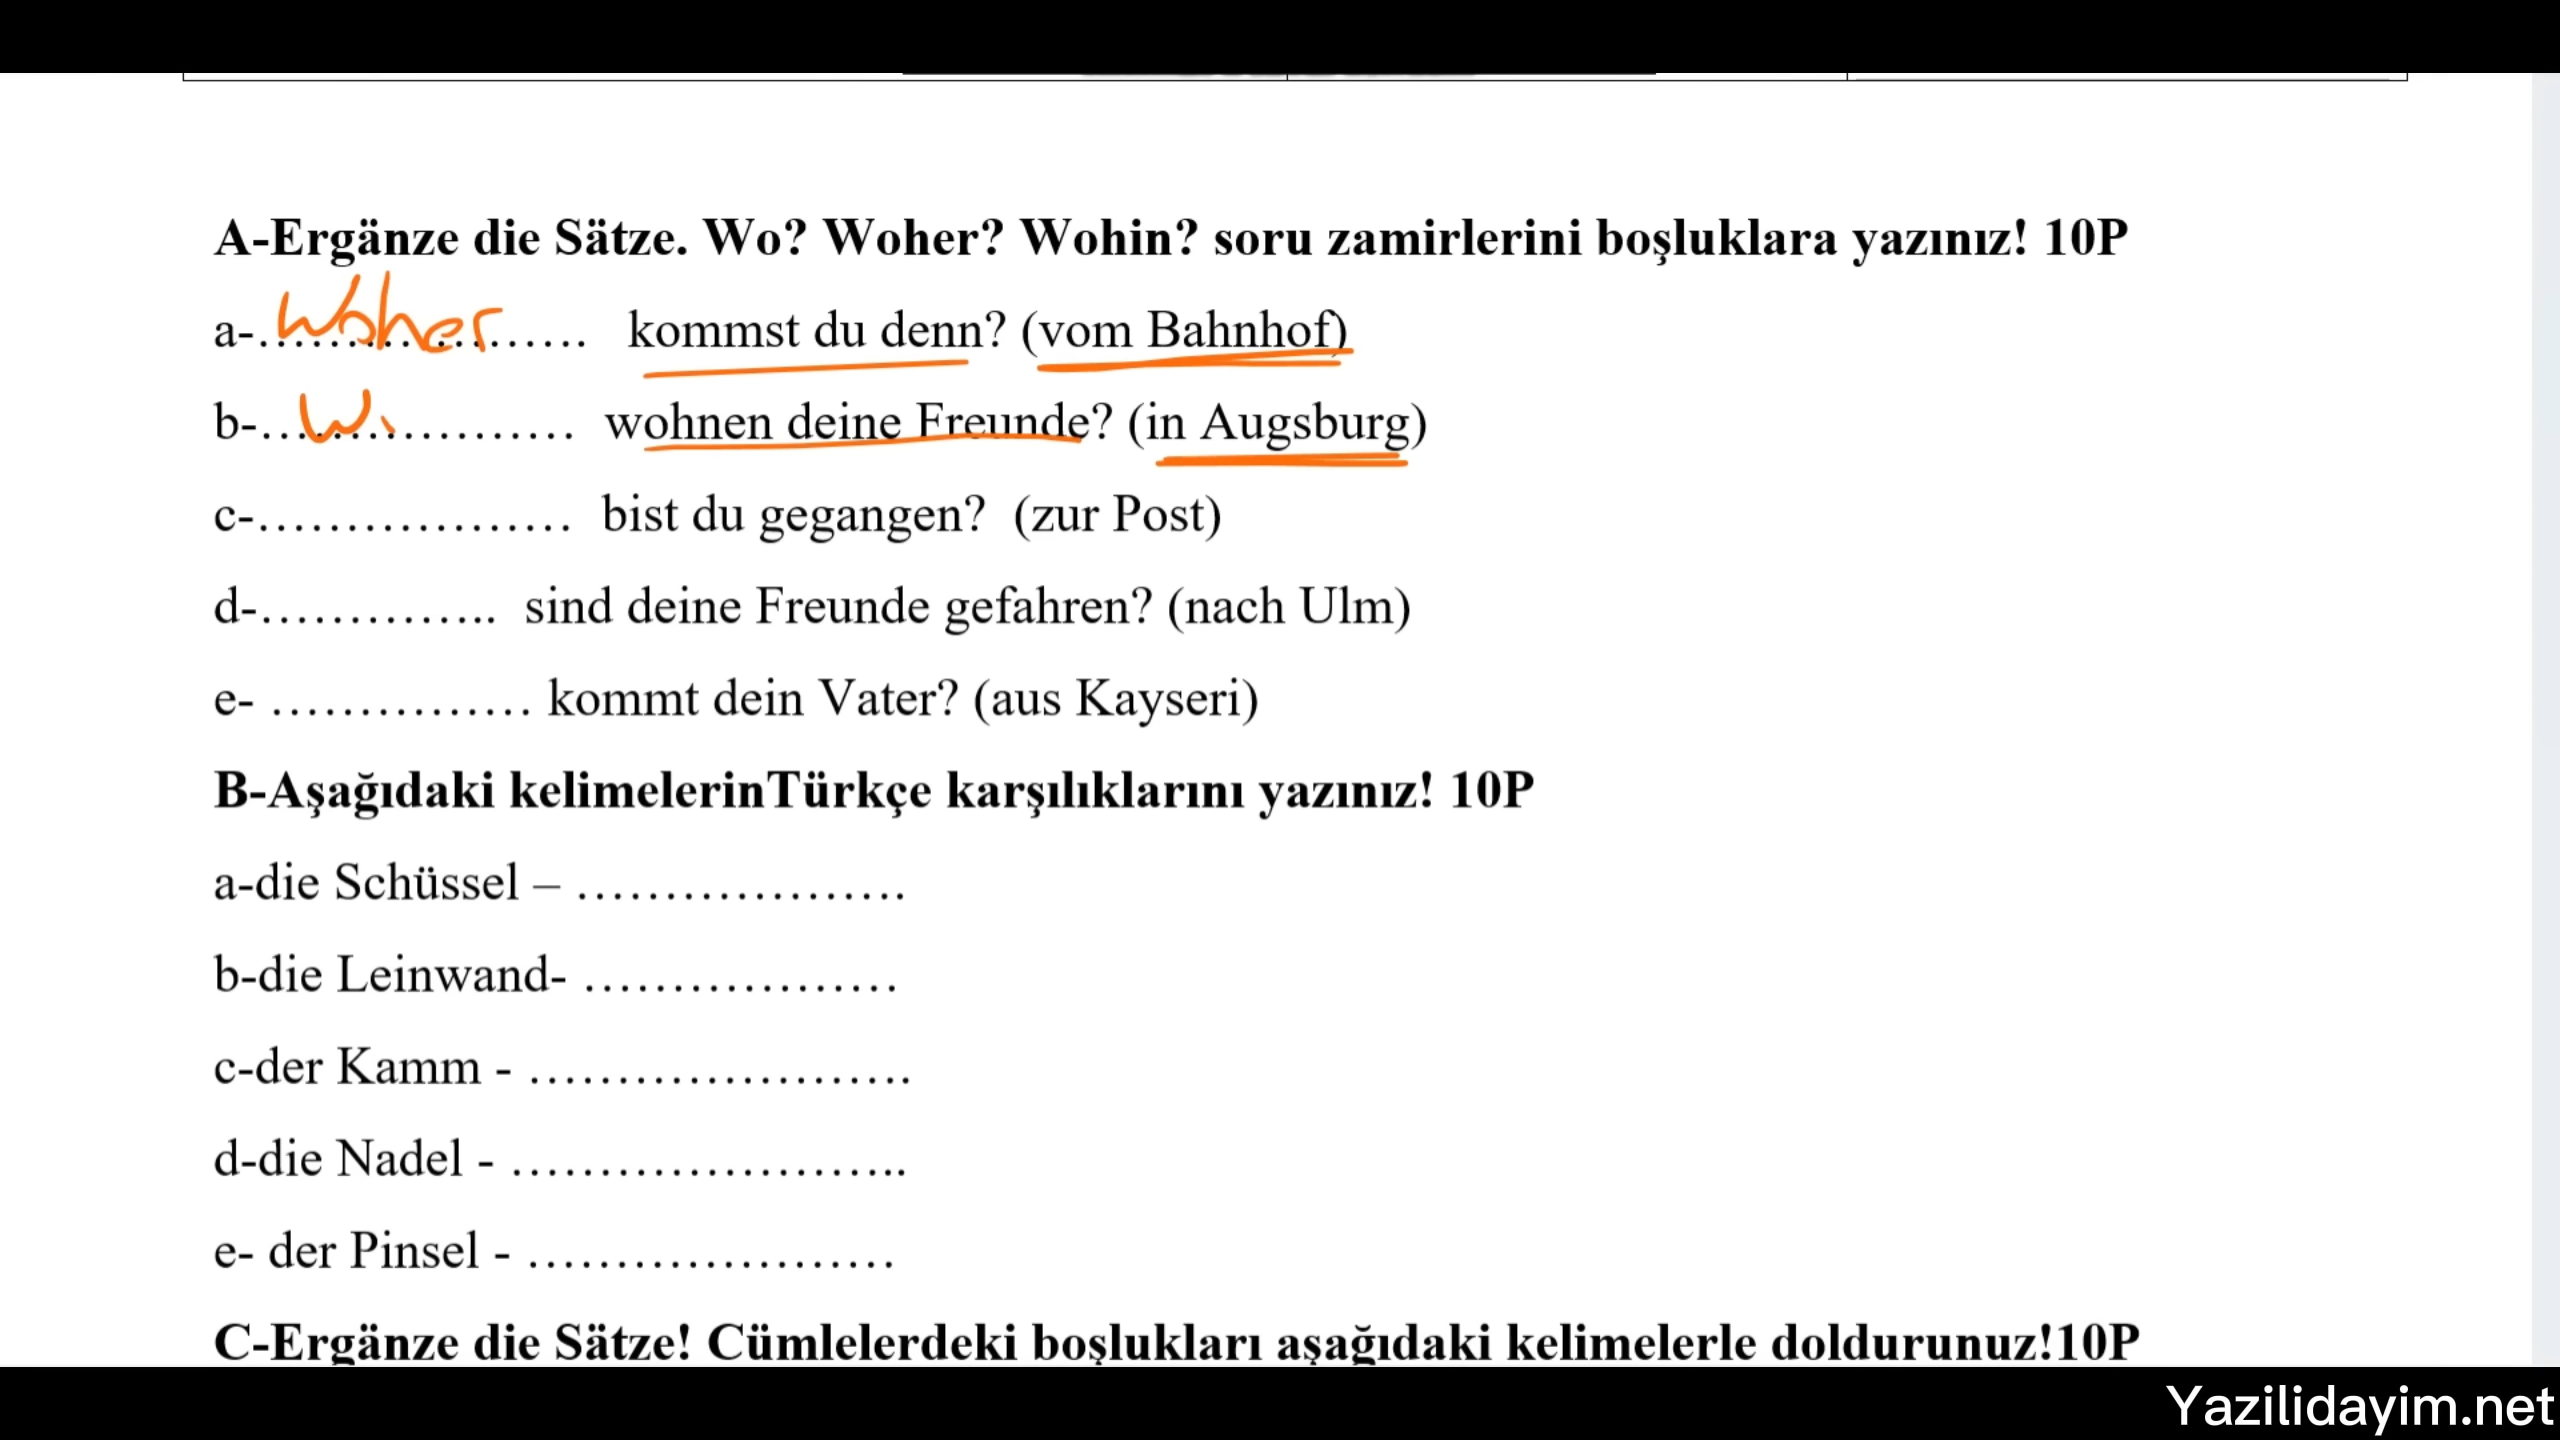 A-Ergänze die Sätze. Wo? Woher? Wohin? soru zamirlerini boşluklara yazınız! 10P
a-Woher…………… kommst du denn? (vom Bahnhof)
b-……………… wohnen deine Freunde? (in Augsburg)
c-……………… bist du gegangen? (zur Post)
d-………….. sind deine Freunde gefahren? (nach Ulm)
e- …………… kommt dein Vater? (aus Kayseri)
B-Aşağıdaki kelimelerinTürkçe karşılıklarını yazınız! 10P
a-die Schüssel – ……………….
b-die Leinwand- ………………
c-der Kamm - ………………….
d-die Nadel - …………………..
e- der Pinsel - …………………
C-Ergänze die Sätze! Cümlelerdeki boşlukları aşağıdaki kelimelerle doldurunuz!10P
Yazilidayim.net